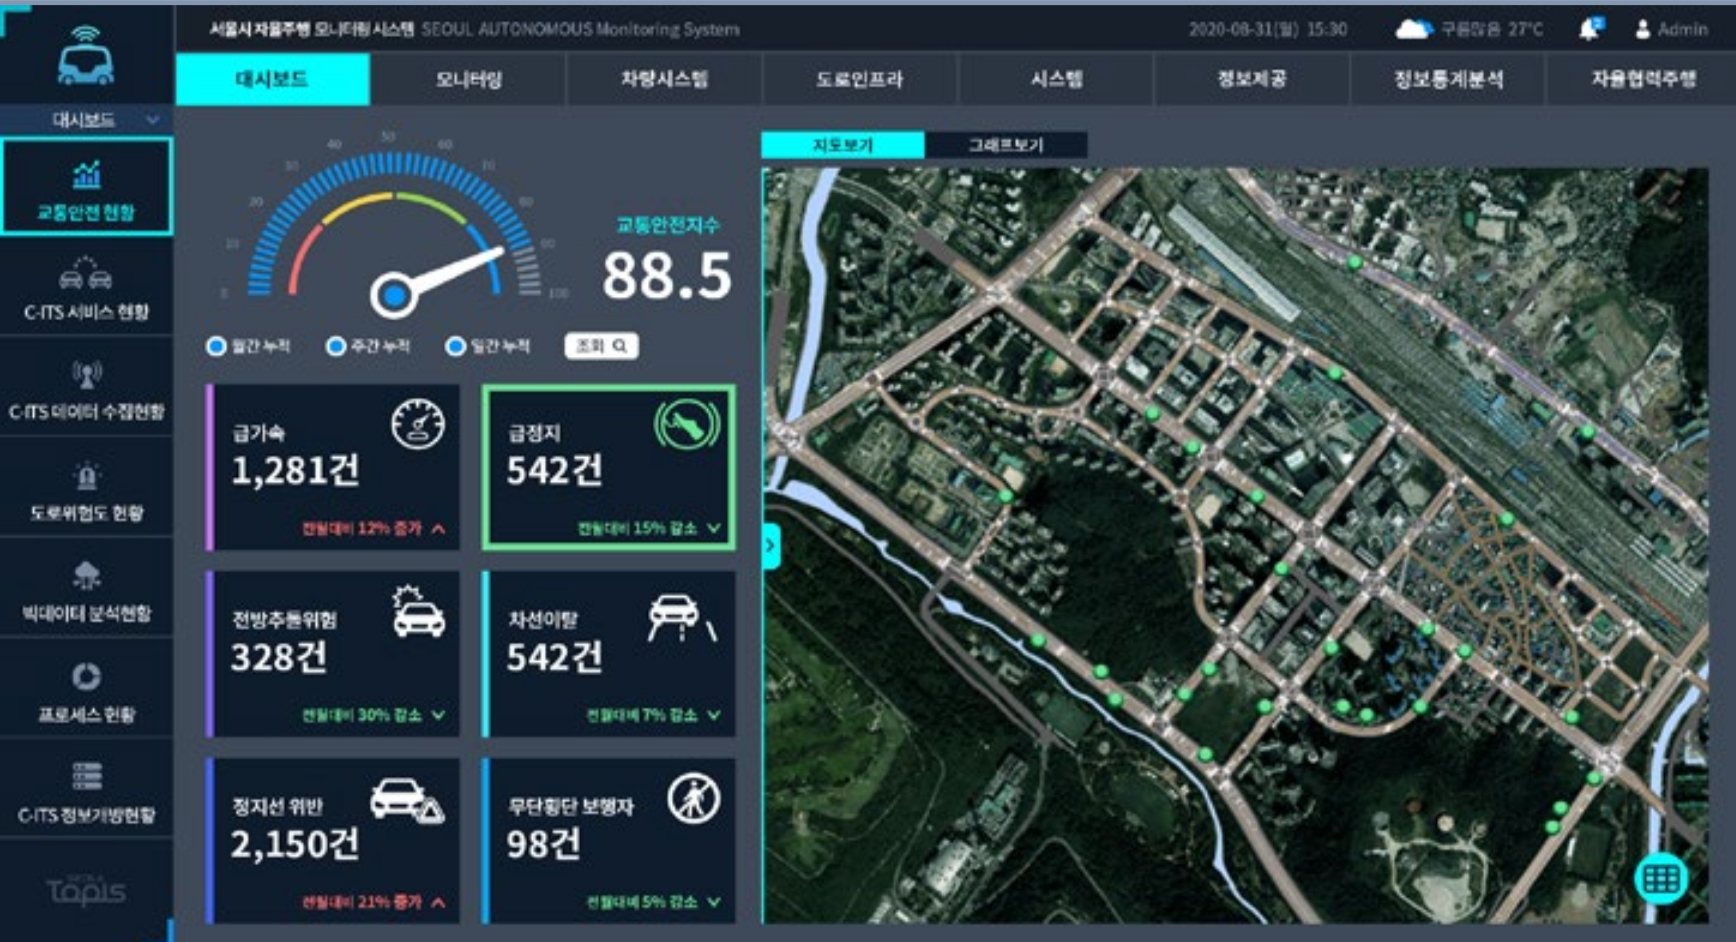 서울시 자율주행 모니터링 시스템 SEOUL AUTONOMOUS Monitoring System
2020-08-31(월) 15:30
구름많음 27°C
2
Admin
대시보드
모니터링
차량시스템
도로인프라
시스템
정보제공
정보통계분석
자율협력주행
대시보드
교통안전 현황
C-ITS 서비스 현황
C-ITS 데이터 수집현황
도로위험도 현황
빅데이터 분석현황
프로세스 현황
C-ITS 정보개방현황
Topis
0
10
20
30
40
50
60
70
80
90
100
교통안전지수
88.5
월간 누적
주간 누적
일간 누적
조회
급가속
1,281건
전월대비 12% 증가
급정지
542건
전월대비 15% 감소
전방추돌위험
328건
전월대비 30% 감소
차선이탈
542건
전월대비 7% 감소
정지선 위반
2,150건
전월대비 21% 증가
무단횡단 보행자
98건
전월대비 5% 감소
지도보기
그래프보기